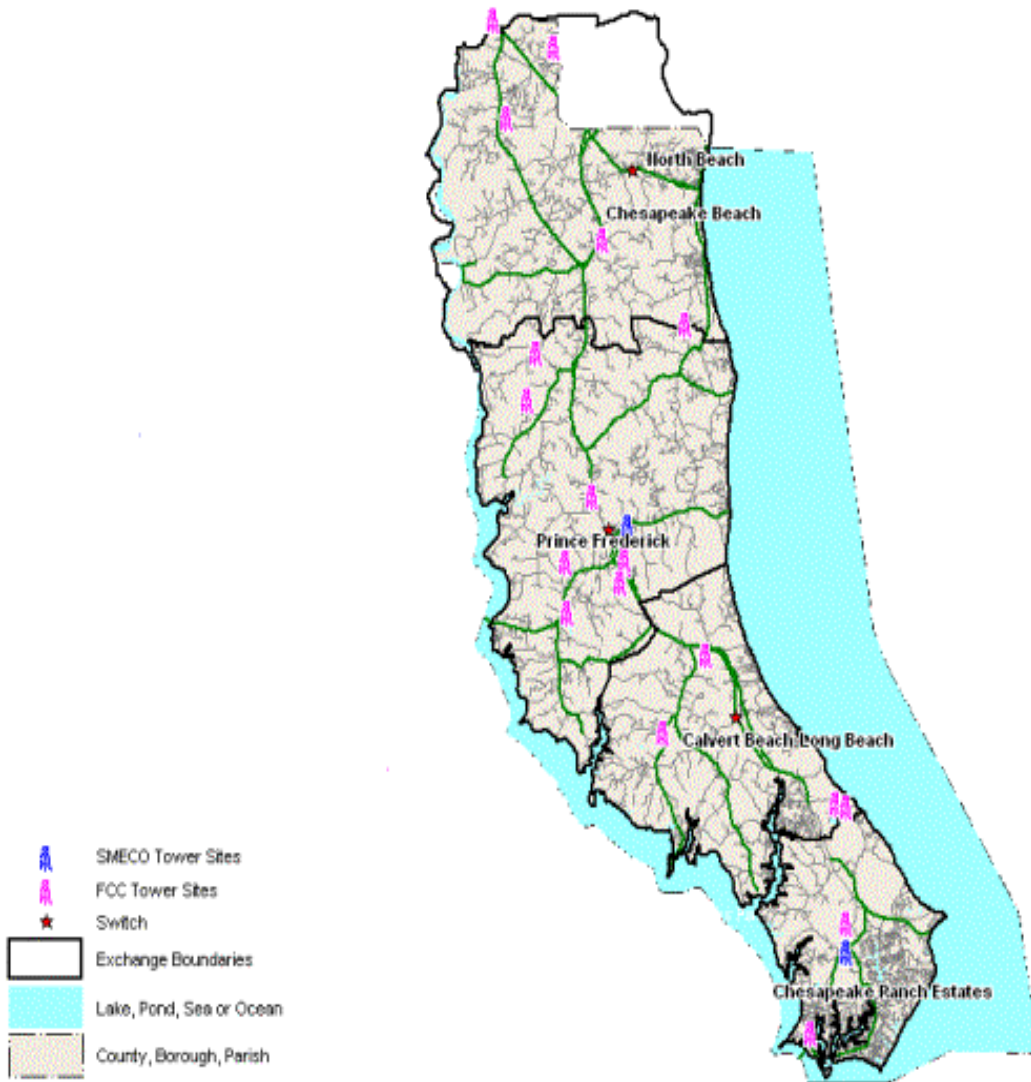 North Beach
Chesapeake Beach
Prince Frederick
Calvert Beach-Long Beach
Chesapeake Ranch Estates
SMECO Tower Sites
FCC Tower Sites
Switch
Exchange Boundaries
Lake, Pond, Sea or Ocean
County, Borough, Parish